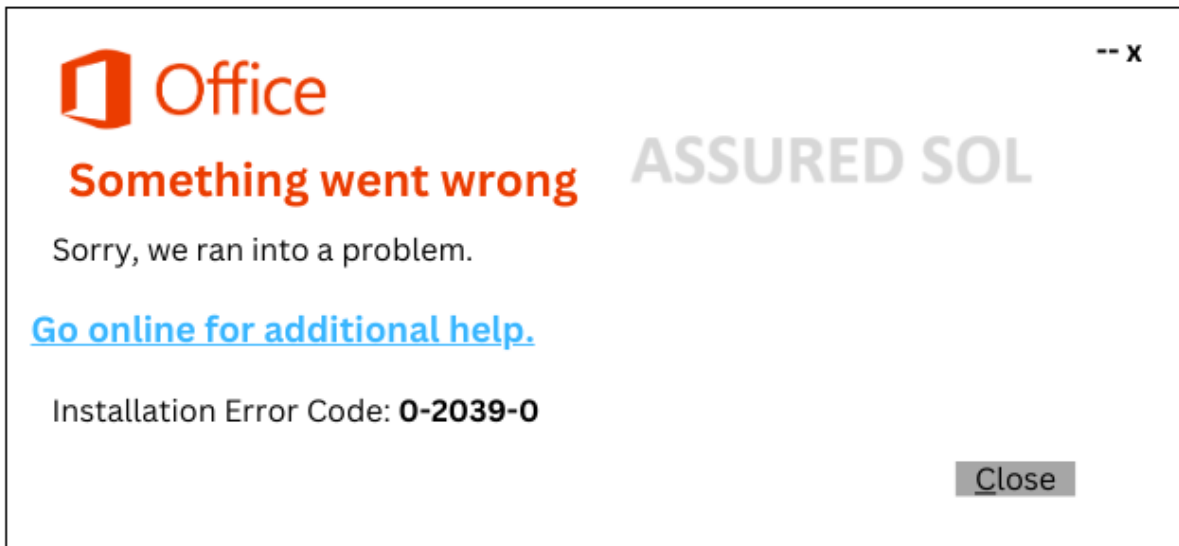 -- x
Office
ASSURED SOL
Something went wrong
Sorry, we ran into a problem.
Go online for additional help.
Installation Error Code: 0-2039-0
Close